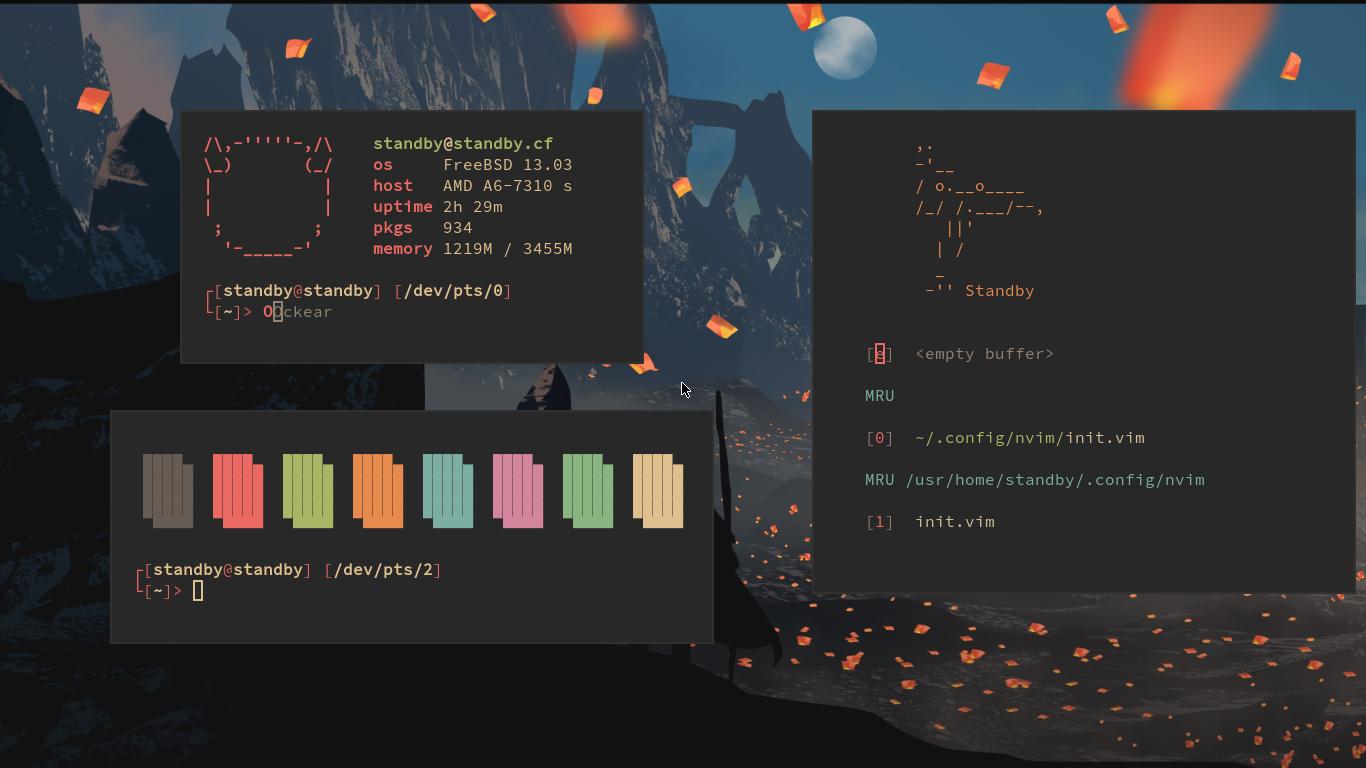 /\,-'''''-,/\
\_)       (_/
|           |
|           |
 ;         ;
  '-_____-'
standby@standby.cf
os FreeBSD 13.03
host AMD A6-7310 s
uptime 2h 29m
pkgs 934
memory 1219M / 3455M
┌[standby@standby] [/dev/pts/0]
└[~]> OOckear
┌[standby@standby] [/dev/pts/2]
└[~]>
,.
-'__
/ o.__o____
/_/ /.___/--,
   ||'
  | /
  _
 -'' Standby
[e] <empty buffer>
MRU
[0] ~/.config/nvim/init.vim
MRU /usr/home/standby/.config/nvim
[1] init.vim